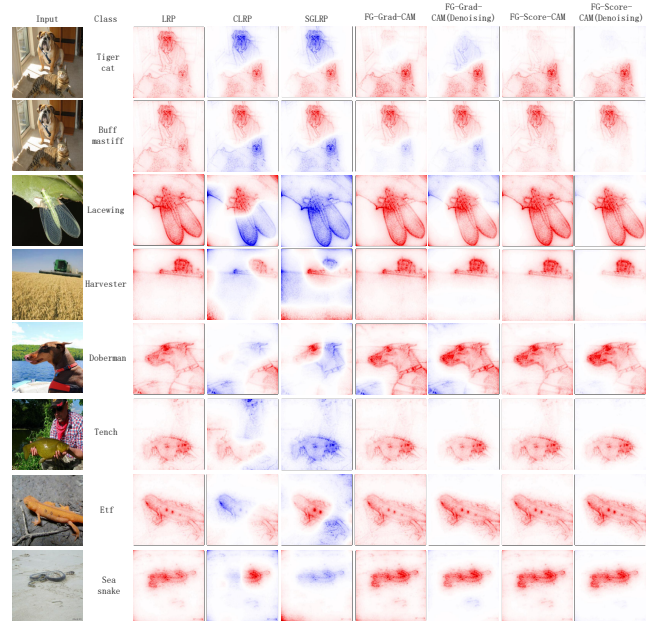 Input Class LRP CLRP SGLRP FG-Grad-CAM FG-Grad-CAM(Denoising) FG-Score-CAM FG-Score-CAM(Denoising)
Tiger
cat
Buff
mastiff
Lacewing
Harvester
Doberman
Tench
Etf
Sea
snake